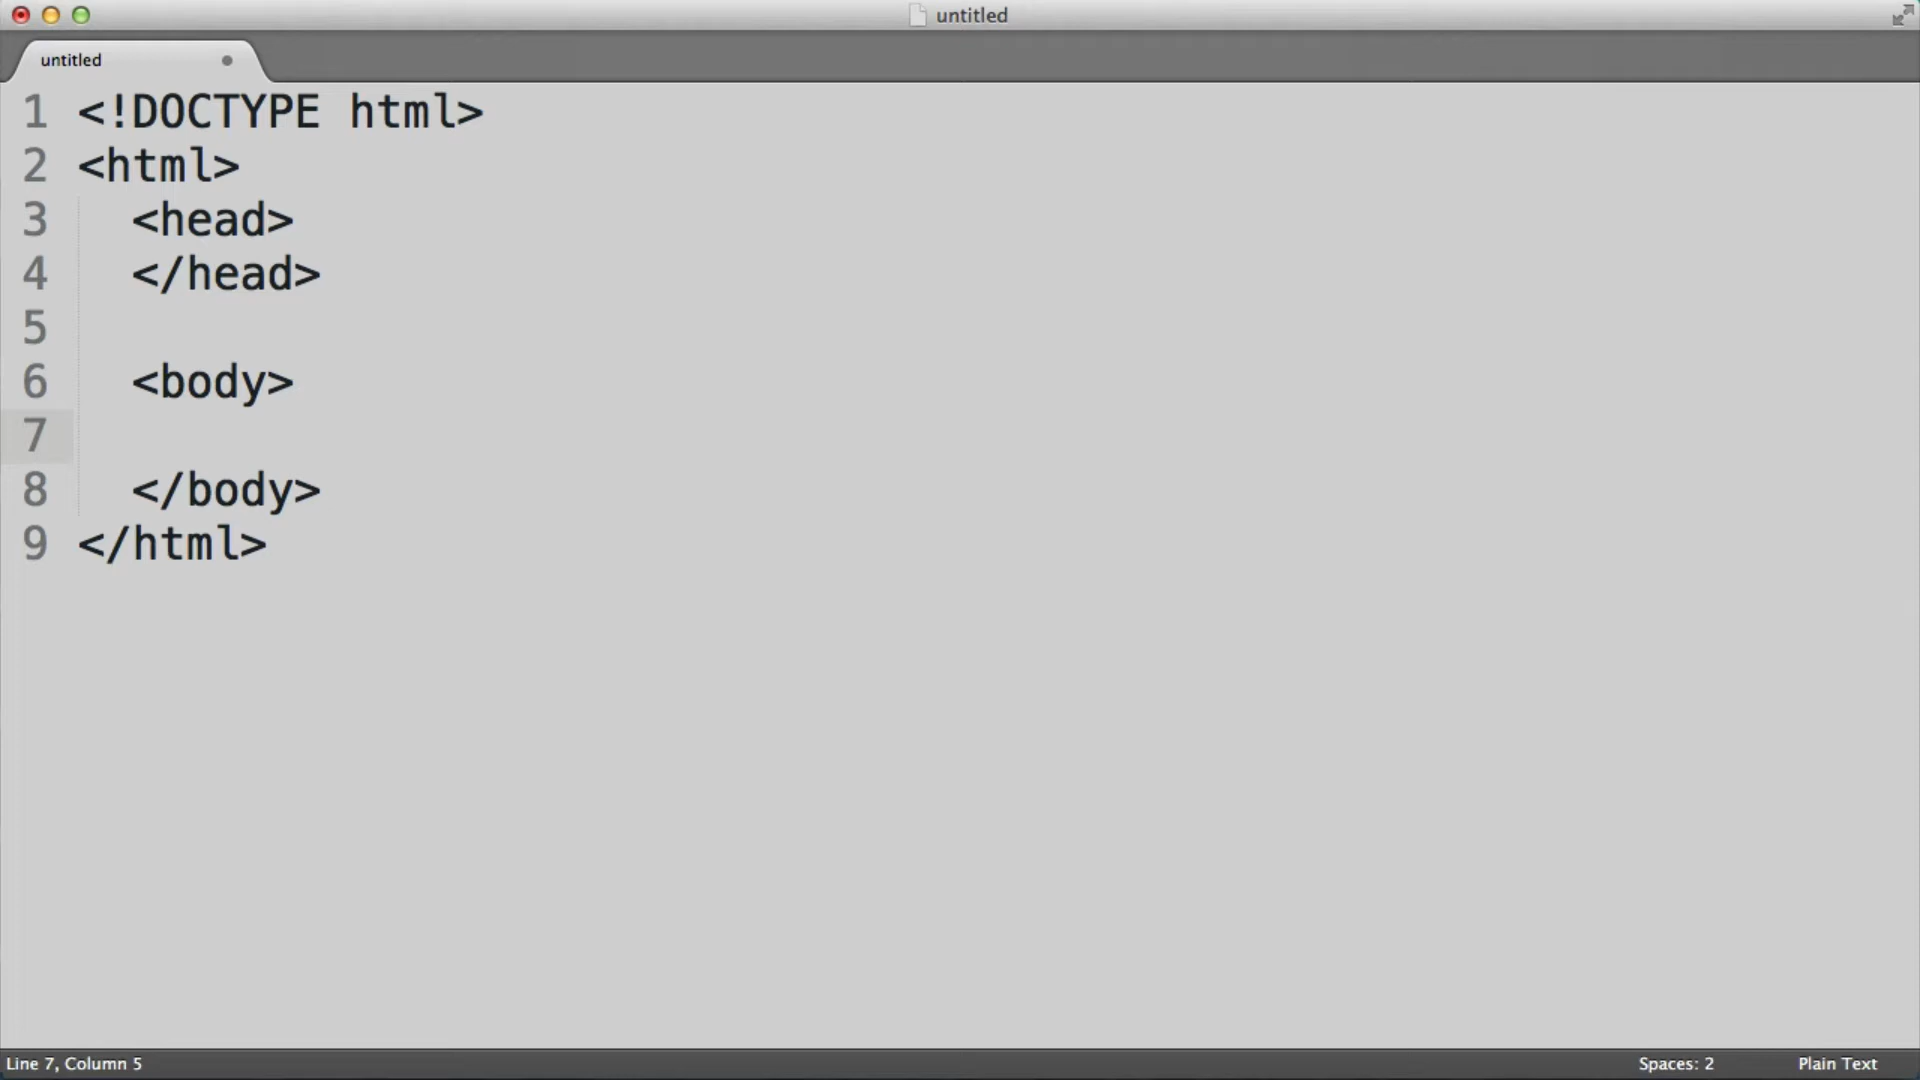 untitled
untitled
1 <!DOCTYPE html>
2 <html>
3   <head>
4   </head>
5
6   <body>
7
8   </body>
9 </html>
Line 7, Column 5
Spaces: 2
Plain Text